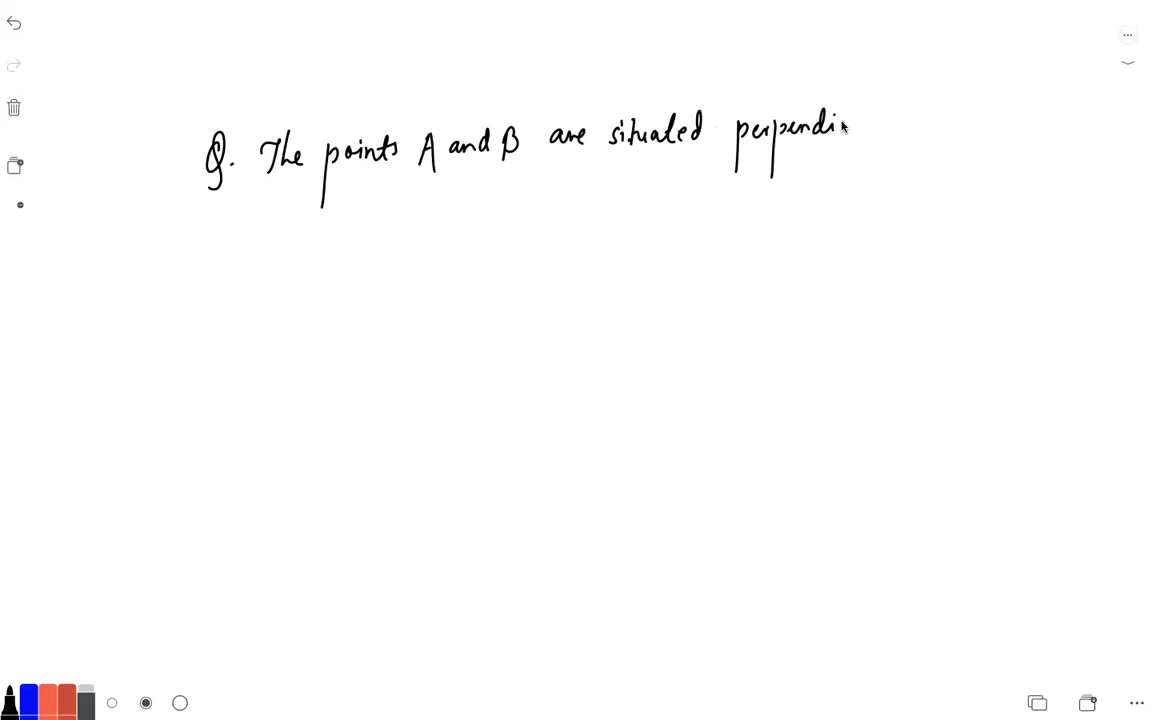 Q. The points A and B are situated perpendi